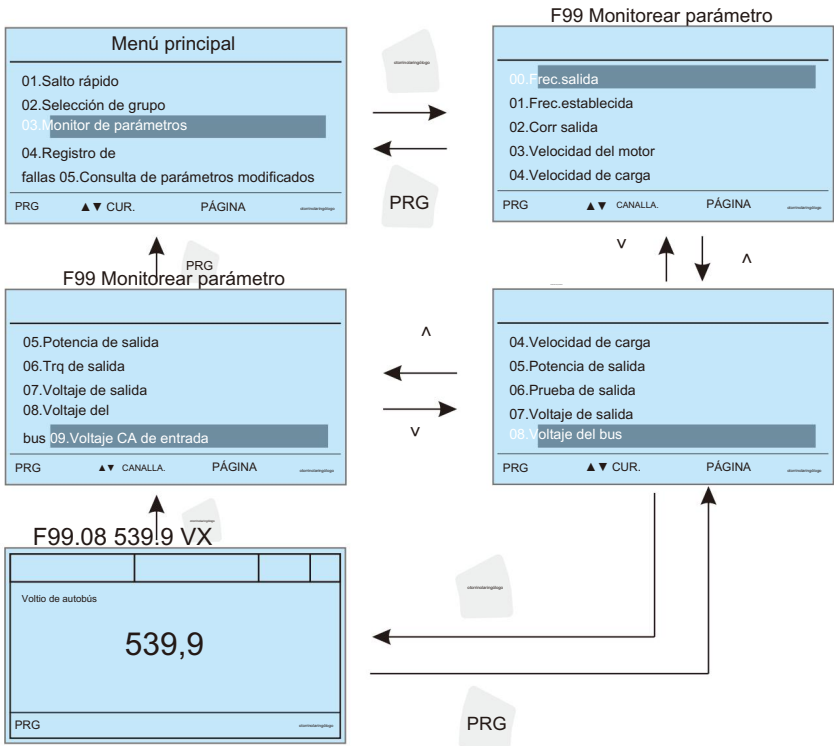 F99 Monitorear parámetro
Menú principal
01.Salto rápido
02.Selección de grupo
03.Monitor de parámetros
04.Registro de
fallas 05.Consulta de parámetros modificados
PRG ▲▼ CUR. PÁGINA
PRG
00.Frec.salida
01.Frec.establecida
02.Corr salida
03.Velocidad del motor
04.Velocidad de carga
PRG ▲▼ CANALLA. PÁGINA
PRG
F99 Monitorear parámetro
05.Potencia de salida
06.Trq de salida
07.Voltaje de salida
08.Voltaje del
bus 09.Voltaje CA de entrada
PRG ▲▼ CANALLA. PÁGINA
v ʌ
ʌ
v
04.Velocidad de carga
05.Potencia de salida
06.Prueba de salida
07.Voltaje de salida
08.Voltaje del bus
PRG ▲▼ CUR. PÁGINA
F99.08 539.9 VX
Voltio de autobús
539,9
PRG
PRG